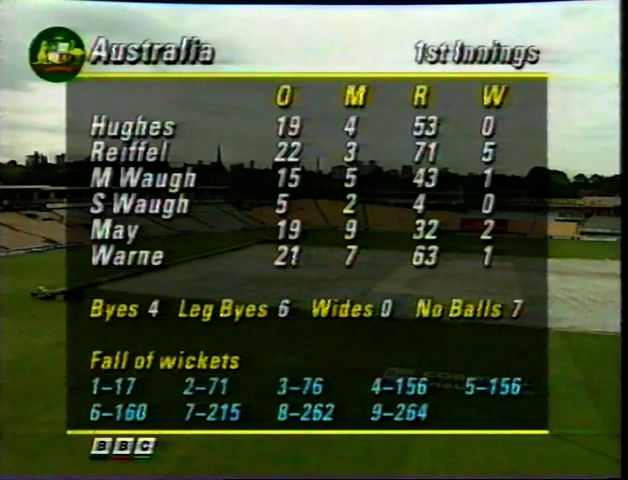 Australia 1st Innings
O M R W
Hughes 19 4 53 0
Reiffel 22 3 71 5
M Waugh 15 5 43 1
S Waugh 5 2 4 0
May 19 9 32 2
Warne 21 7 63 1
Byes 4 Leg Byes 6 Wides 0 No Balls 7
Fall of wickets
1-17 2-71 3-76 4-156 5-156
6-160 7-215 8-262 9-264
BBC